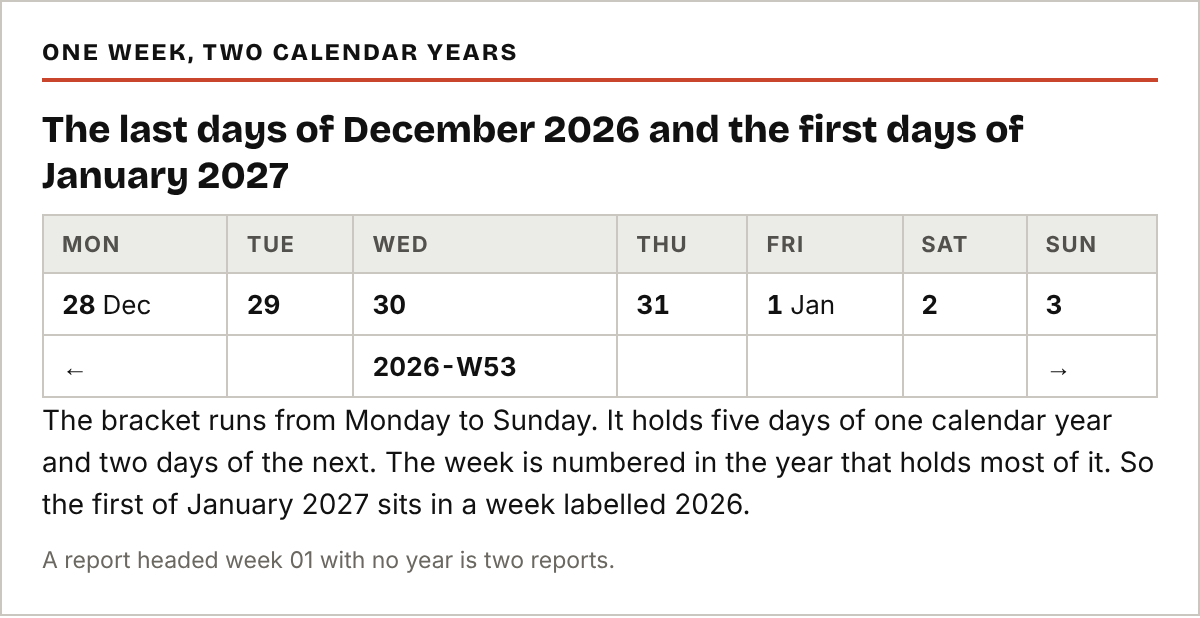 ONE WEEK, TWO CALENDAR YEARS
The last days of December 2026 and the first days of
January 2027
MON TUE WED THU FRI SAT SUN
28 Dec 29 30 31 1 Jan 2 3
← 2026-W53 →
The bracket runs from Monday to Sunday. It holds five days of one calendar year
and two days of the next. The week is numbered in the year that holds most of it. So
the first of January 2027 sits in a week labelled 2026.
A report headed week 01 with no year is two reports.